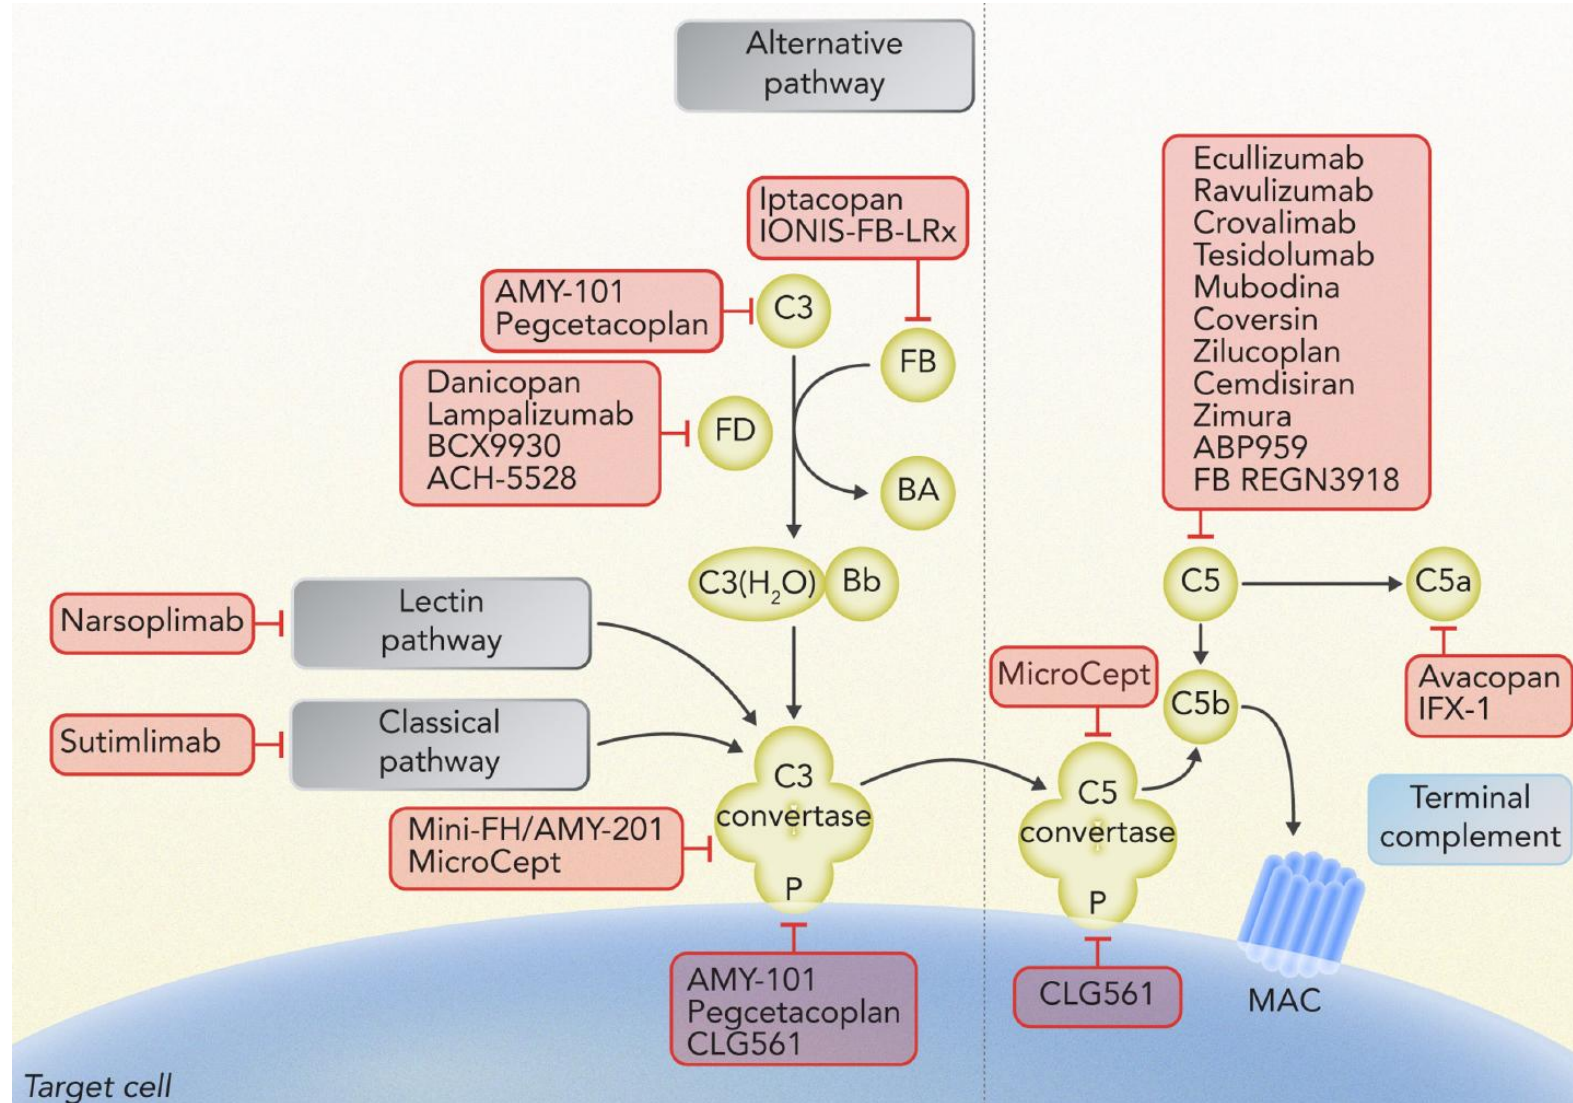 Alternative
pathway
Iptacopan
IONIS-FB-LRx
AMY-101
Pegcetacoplan
C3
FB
Danicopan
Lampalizumab
BCX9930
ACH-5528
FD
BA
C3(H₂O)
Bb
Narsoplimab
Lectin
pathway
Sutimlimab
Classical
pathway
C3
convertase
P
Mini-FH/AMY-201
MicroCept
AMY-101
Pegcetacoplan
CLG561
Ecullizumab
Ravulizumab
Crovalimab
Tesidolumab
Mubodina
Coversin
Zilucoplan
Cemdisiran
Zimura
ABP959
FB REGN3918
C5
C5a
Avacopan
IFX-1
MicroCept
C5b
C5
convertase
P
CLG561
Terminal
complement
MAC
Target cell